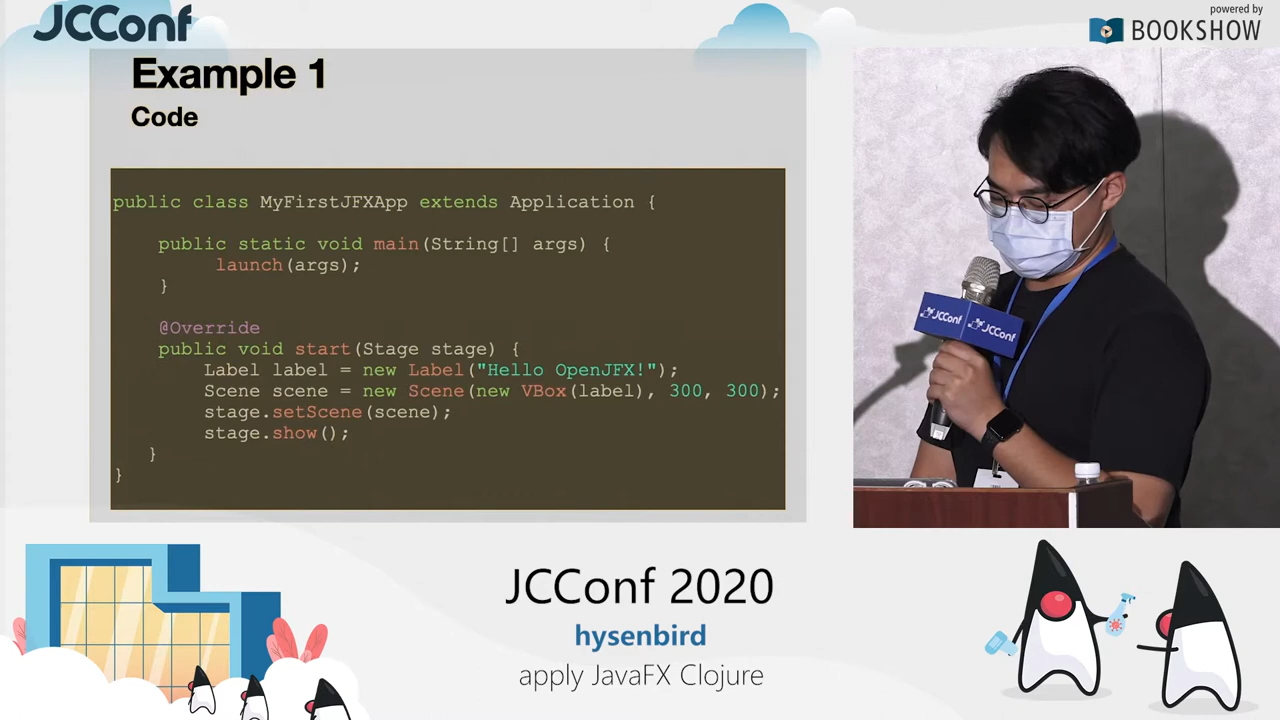 JCConf
powered by
BOOKSHOW
Example 1
Code
public class MyFirstJFXApp extends Application {
public static void main(String[] args) {
launch(args);
}
@Override
public void start(Stage stage) {
Label label = new Label("Hello OpenJFX!");
Scene scene = new Scene(new VBox(label), 300, 300);
stage.setScene(scene);
stage.show();
}
}
JCConf
JCConf
JCConf 2020
hysenbird
apply JavaFX Clojure